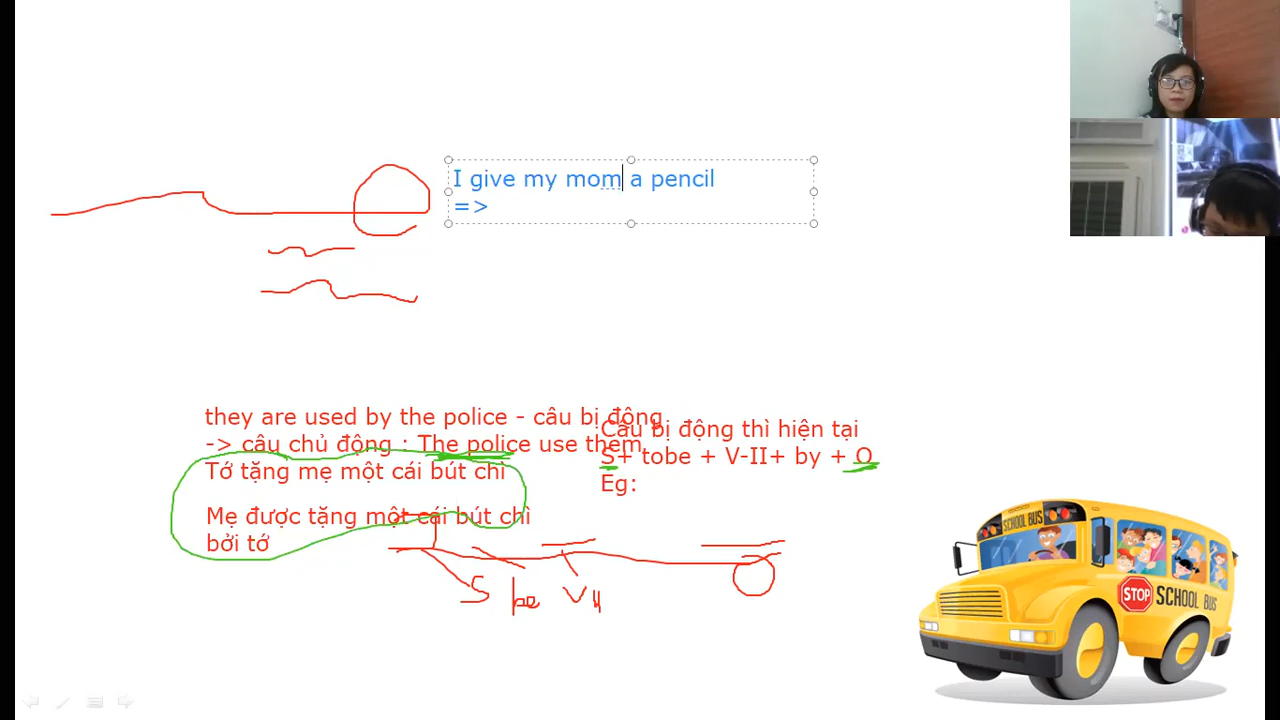 I give my mom a pencil
=>
they are used by the police - câu bị động
-> câu chủ động : The police use them
Tớ tặng mẹ một cái bút chì
Mẹ được tặng một cái bút chì
bởi tớ
Câu bị động thì hiện tại
S+ tobe + V-II+ by + O
Eg:
S be V II
SCHOOL BUS
STOP SCHOOL BUS